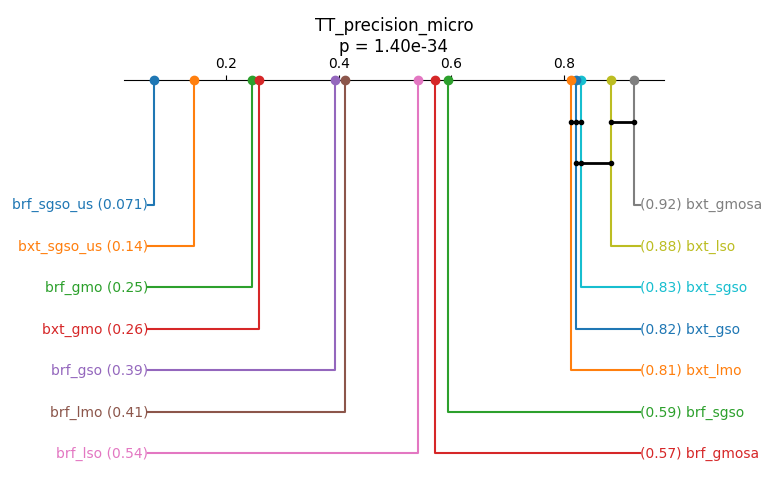 TT_precision_micro
p = 1.40e-34
0.2 0.4 0.6 0.8
brf_sgso_us (0.071) (0.92) bxt_gmosa
bxt_sgso_us (0.14) (0.88) bxt_lso
brf_gmo (0.25) (0.83) bxt_sgso
bxt_gmo (0.26) (0.82) bxt_gso
brf_gso (0.39) (0.81) bxt_lmo
brf_lmo (0.41) (0.59) brf_sgso
brf_lso (0.54) (0.57) brf_gmosa